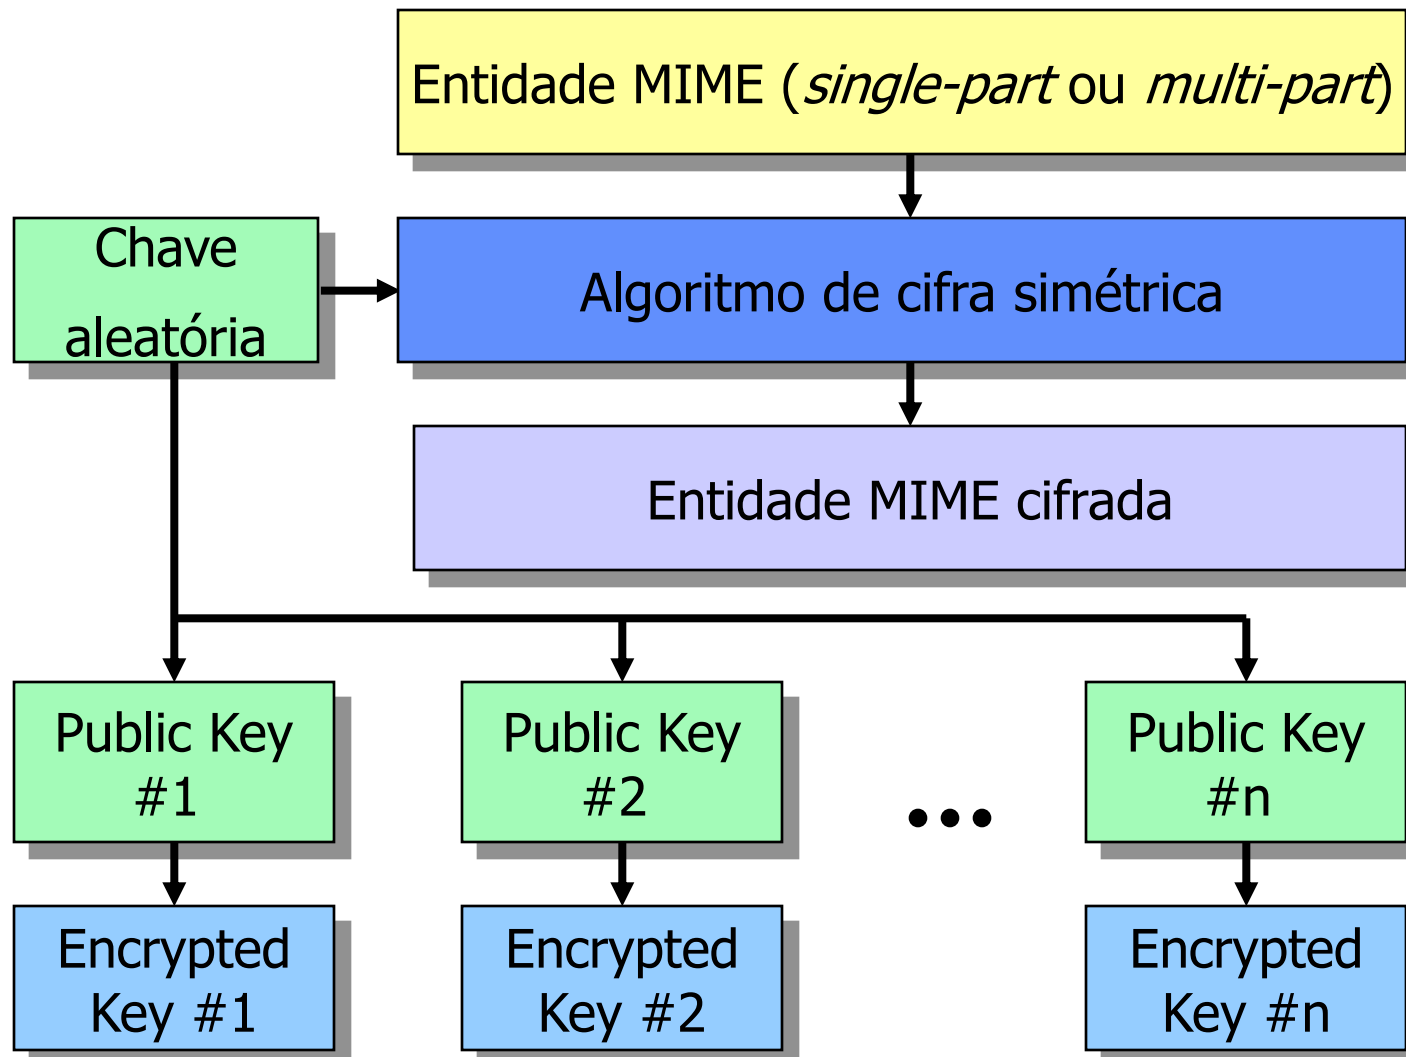 Entidade MIME (single-part ou multi-part)
Chave
aleatória
Algoritmo de cifra simétrica
Entidade MIME cifrada
Public Key
#1
Public Key
#2
...
Public Key
#n
Encrypted
Key #1
Encrypted
Key #2
Encrypted
Key #n